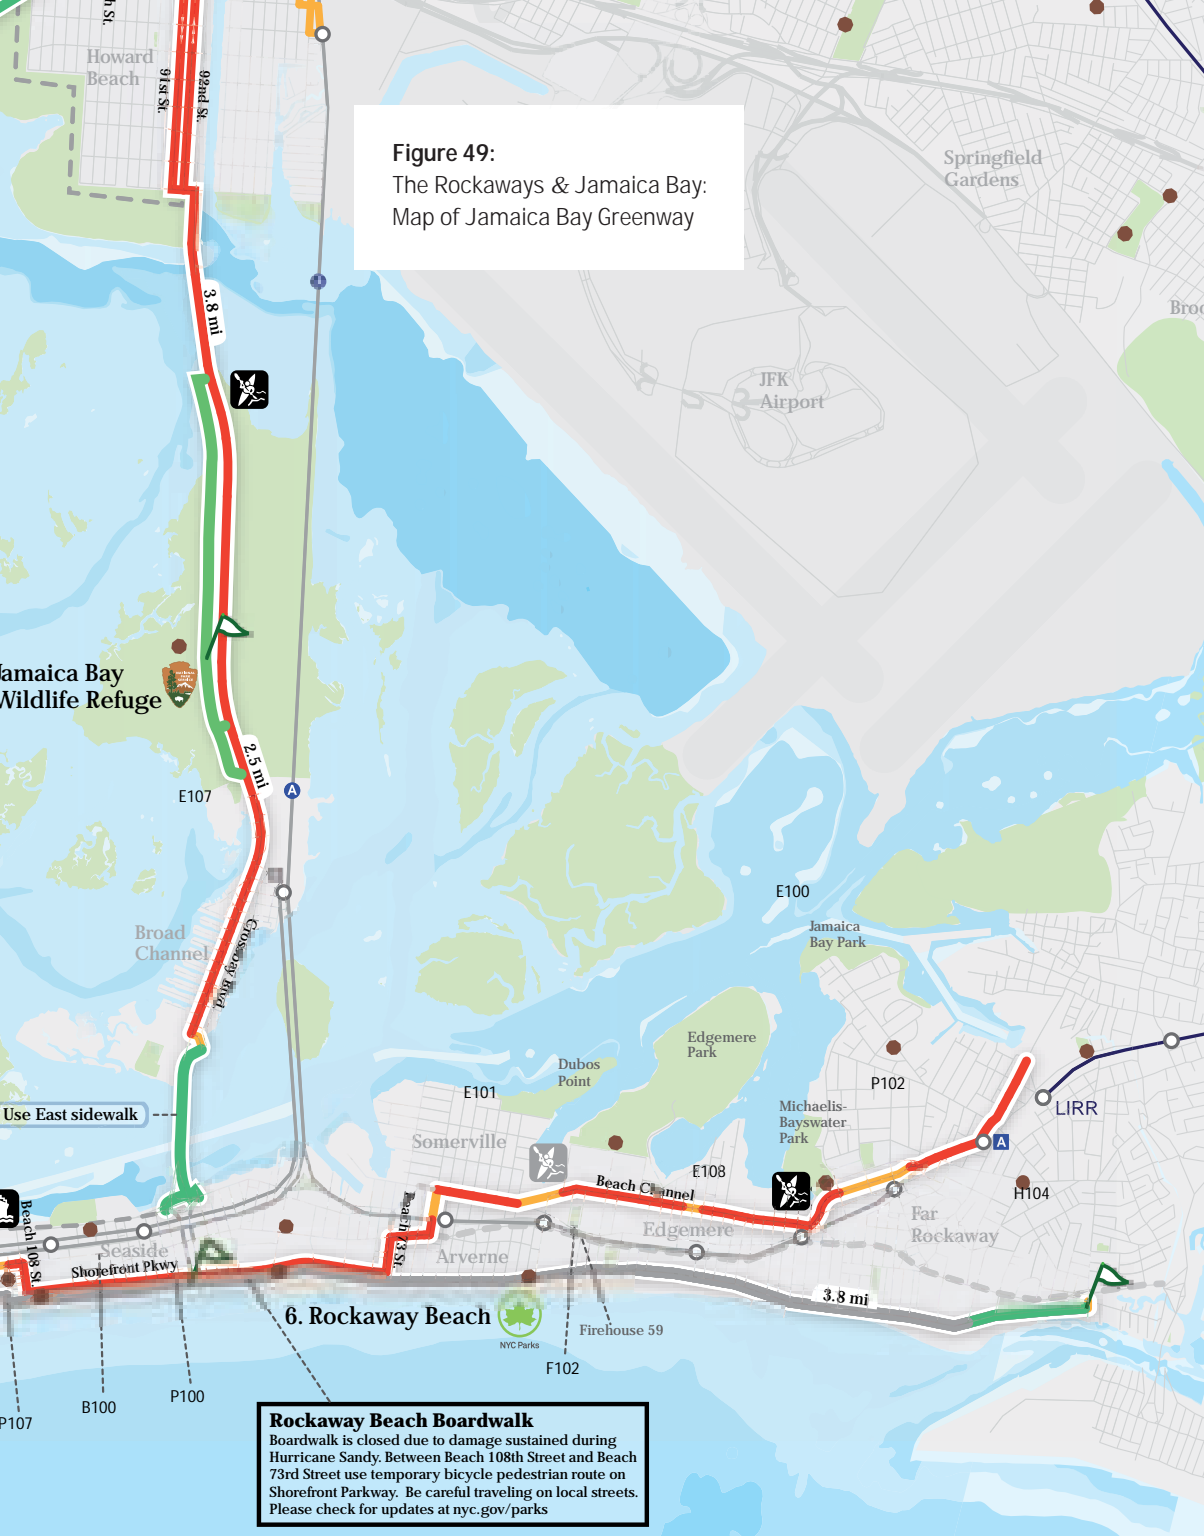 h St.
Howard
Beach
91st St.
92nd St.
Figure 49:
The Rockaways & Jamaica Bay:
Map of Jamaica Bay Greenway
Springfield
Gardens
3.8 mi
JFK
Airport
Jamaica Bay
Wildlife Refuge
2.5 mi
E107
A
E100
Broad
Channel
Crossbay Blvd
Jamaica
Bay Park
Edgemere
Park
Dubos
Point
E101
P102
LIRR
Use East sidewalk
Michaelis-
Bayswater
Park
Somerville
A
E108
Beach Channel
H104
Beach 108 St.
Beach 73 St.
Far
Rockaway
Edgemere
Seaside
Arverne
Shorefront Pkwy
3.8 mi
6. Rockaway Beach
NYC Parks
Firehouse 59
F102
P100
B100
P107
Rockaway Beach Boardwalk
Boardwalk is closed due to damage sustained during
Hurricane Sandy. Between Beach 108th Street and Beach
73rd Street use temporary bicycle pedestrian route on
Shorefront Parkway. Be careful traveling on local streets.
Please check for updates at nyc.gov/parks